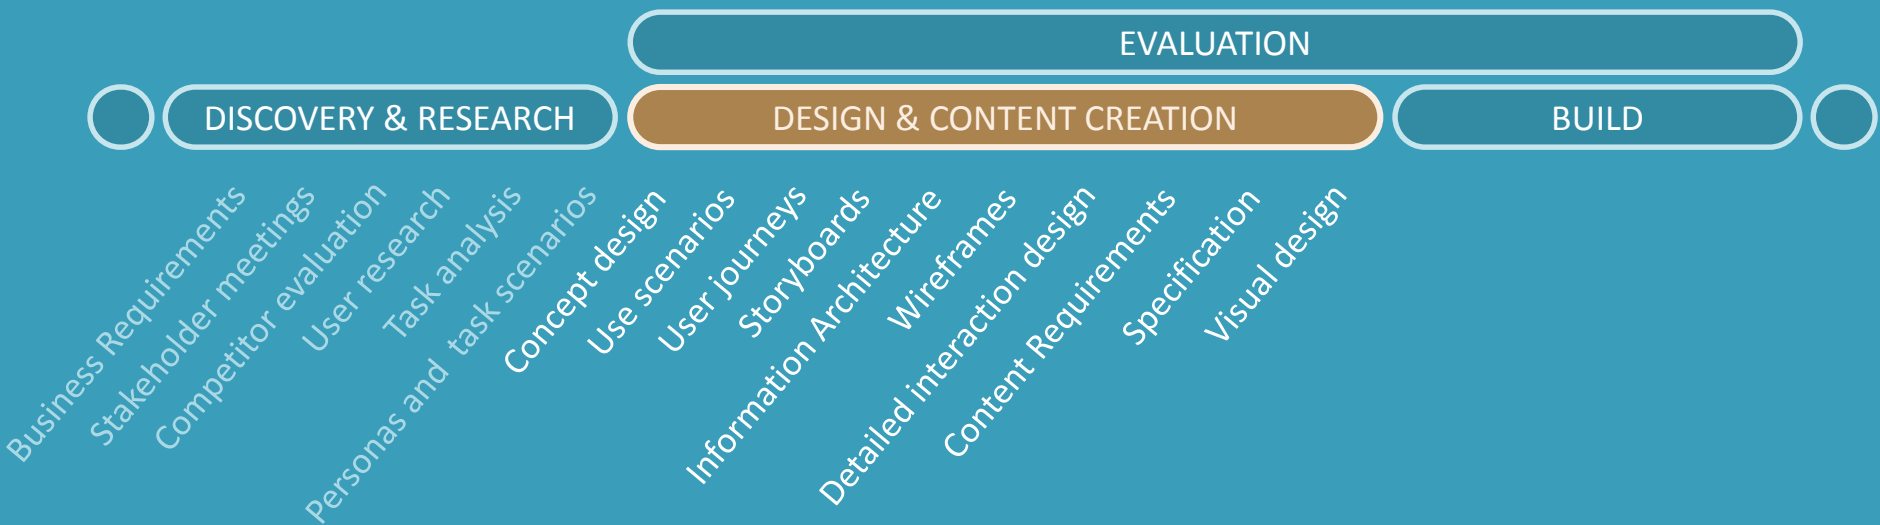 EVALUATION
DISCOVERY & RESEARCH
DESIGN & CONTENT CREATION
BUILD
Business Requirements
Stakeholder meetings
Competitor evaluation
User research
Task analysis
Personas and task scenarios
Concept design
Use scenarios
User journeys
Storyboards
Information Architecture
Wireframes
Detailed interaction design
Content Requirements
Specification
Visual design